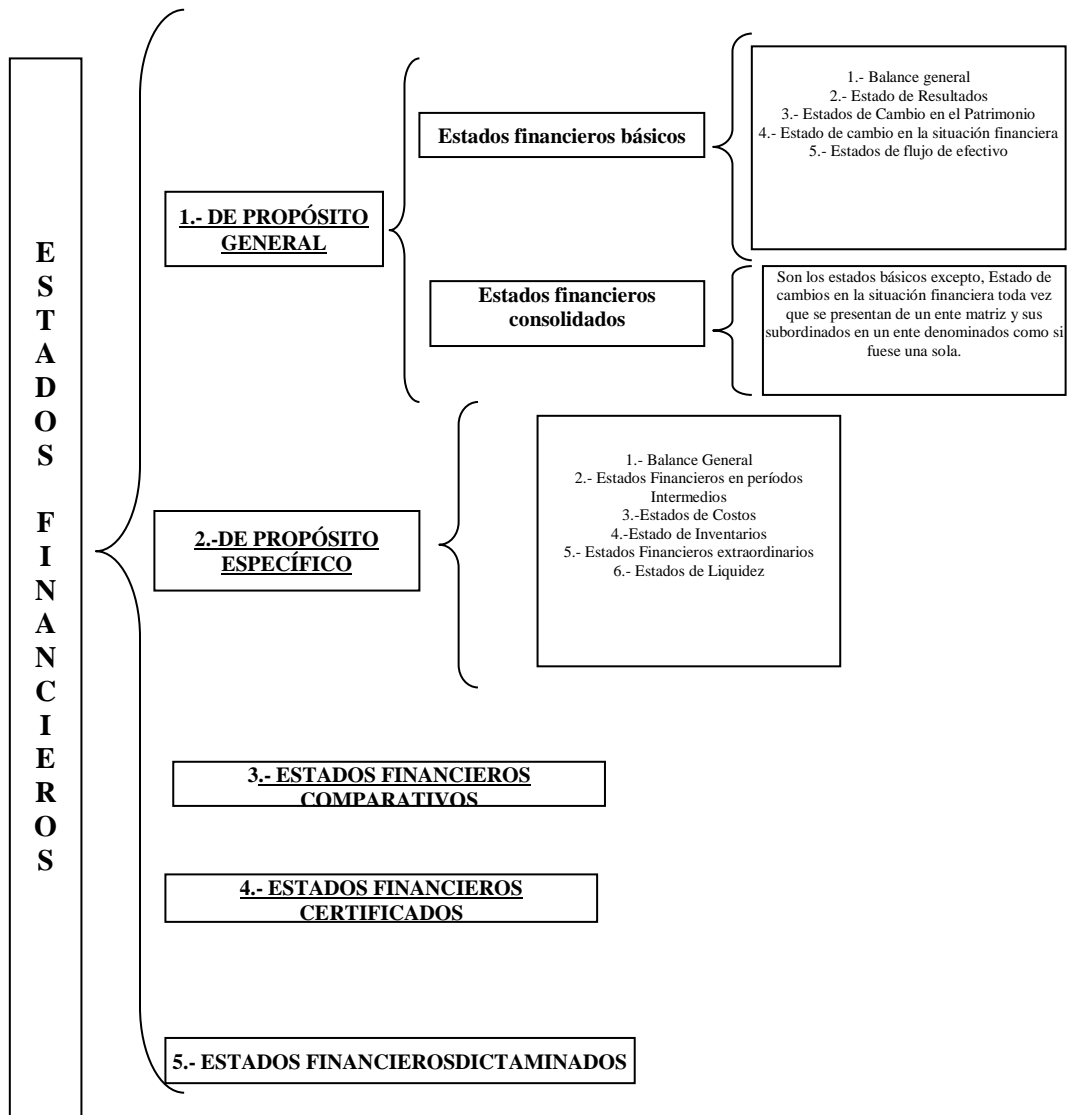 ESTADOS FINANCIEROS
1.- DE PROPÓSITO
GENERAL
Estados financieros básicos
1.- Balance general
2.- Estado de Resultados
3.- Estados de Cambio en el Patrimonio
4.- Estado de cambio en la situación financiera
5.- Estados de flujo de efectivo
Estados financieros
consolidados
Son los estados básicos excepto, Estado de
cambios en la situación financiera toda vez
que se presentan de un ente matriz y sus
subordinados en un ente denominados como si
fuese una sola.
2.-DE PROPÓSITO
ESPECÍFICO
1.- Balance General
2.- Estados Financieros en períodos
Intermedios
3.-Estados de Costos
4.-Estado de Inventarios
5.- Estados Financieros extraordinarios
6.- Estados de Liquidez
3.- ESTADOS FINANCIEROS
COMPARATIVOS
4.- ESTADOS FINANCIEROS
CERTIFICADOS
5.- ESTADOS FINANCIEROSDICTAMINADOS